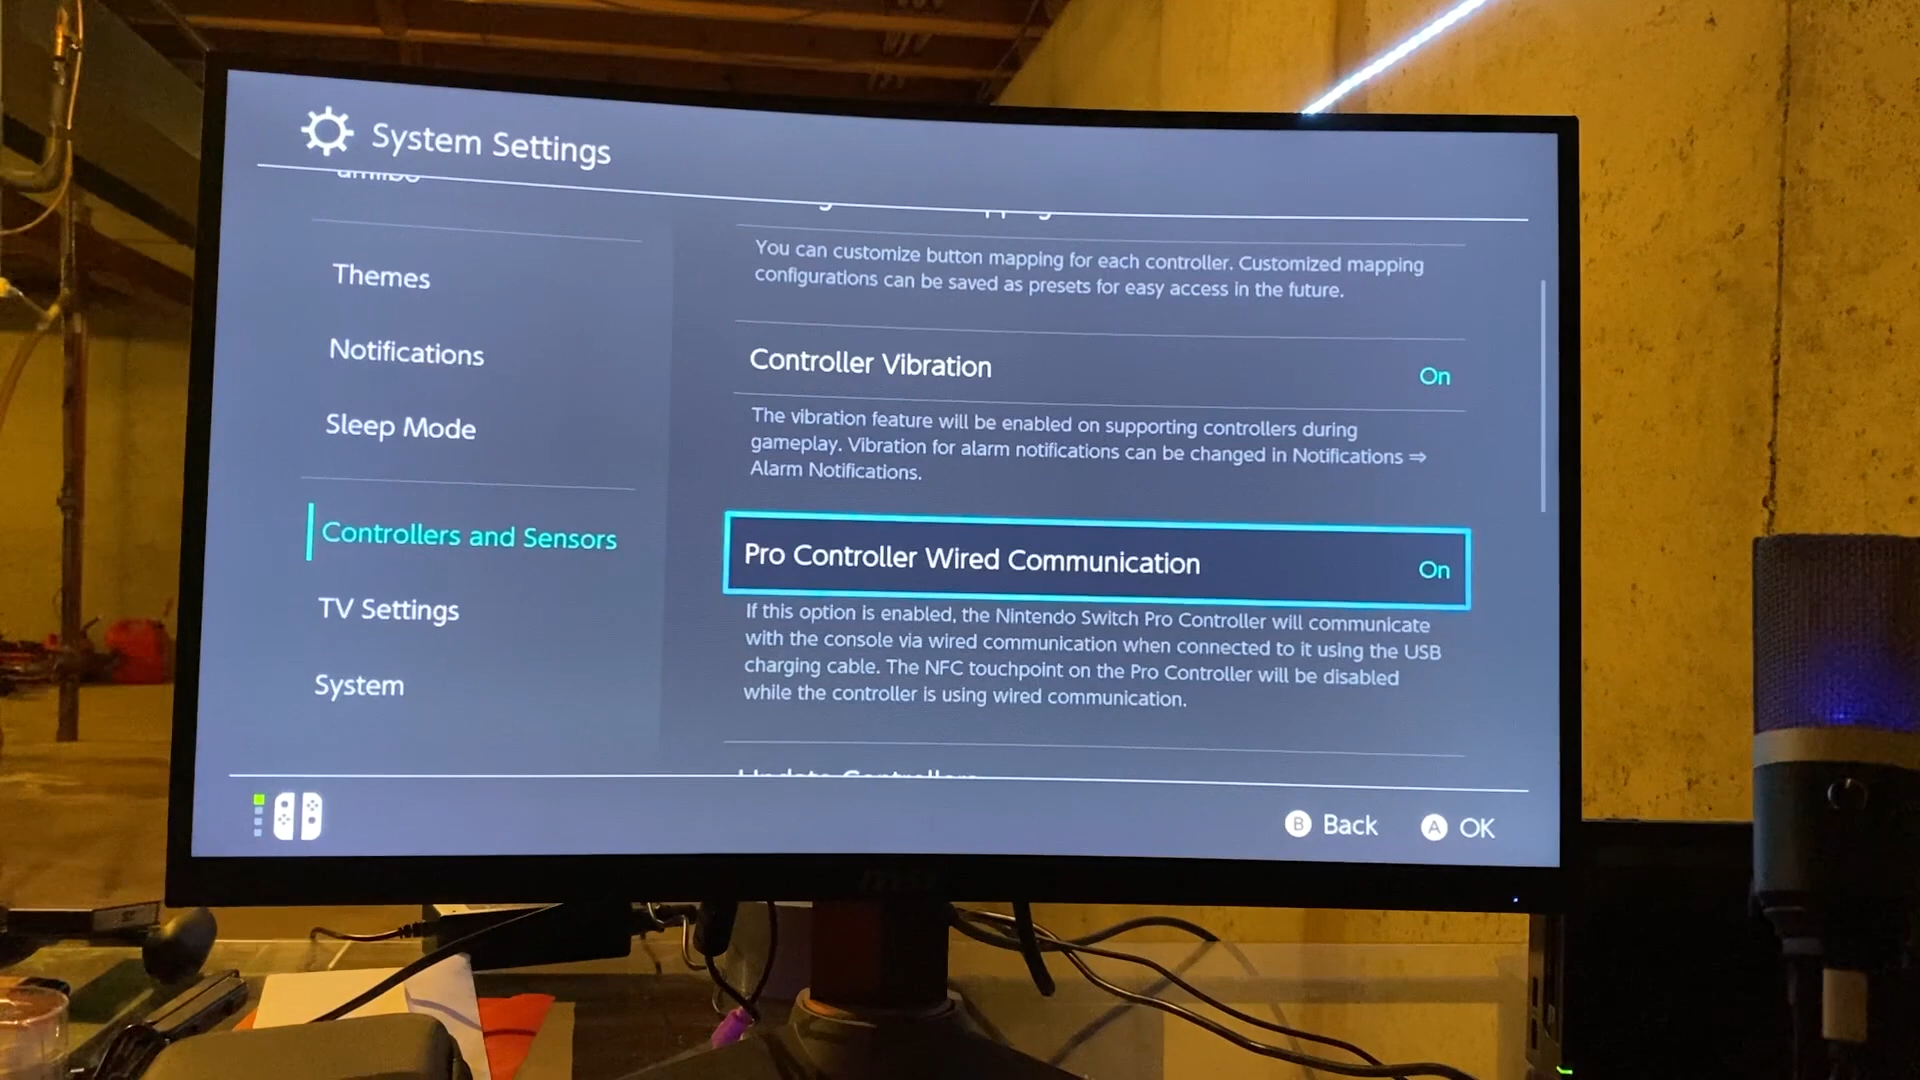 System Settings
amiibo
Themes
Notifications
Sleep Mode
Controllers and Sensors
TV Settings
System
You can customize button mapping for each controller. Customized mapping
configurations can be saved as presets for easy access in the future.
Controller Vibration
On
The vibration feature will be enabled on supporting controllers during
gameplay. Vibration for alarm notifications can be changed in Notifications ⇒
Alarm Notifications.
Pro Controller Wired Communication
On
If this option is enabled, the Nintendo Switch Pro Controller will communicate
with the console via wired communication when connected to it using the USB
charging cable. The NFC touchpoint on the Pro Controller will be disabled
while the controller is using wired communication.
Update Controllers
B Back
A OK
msi